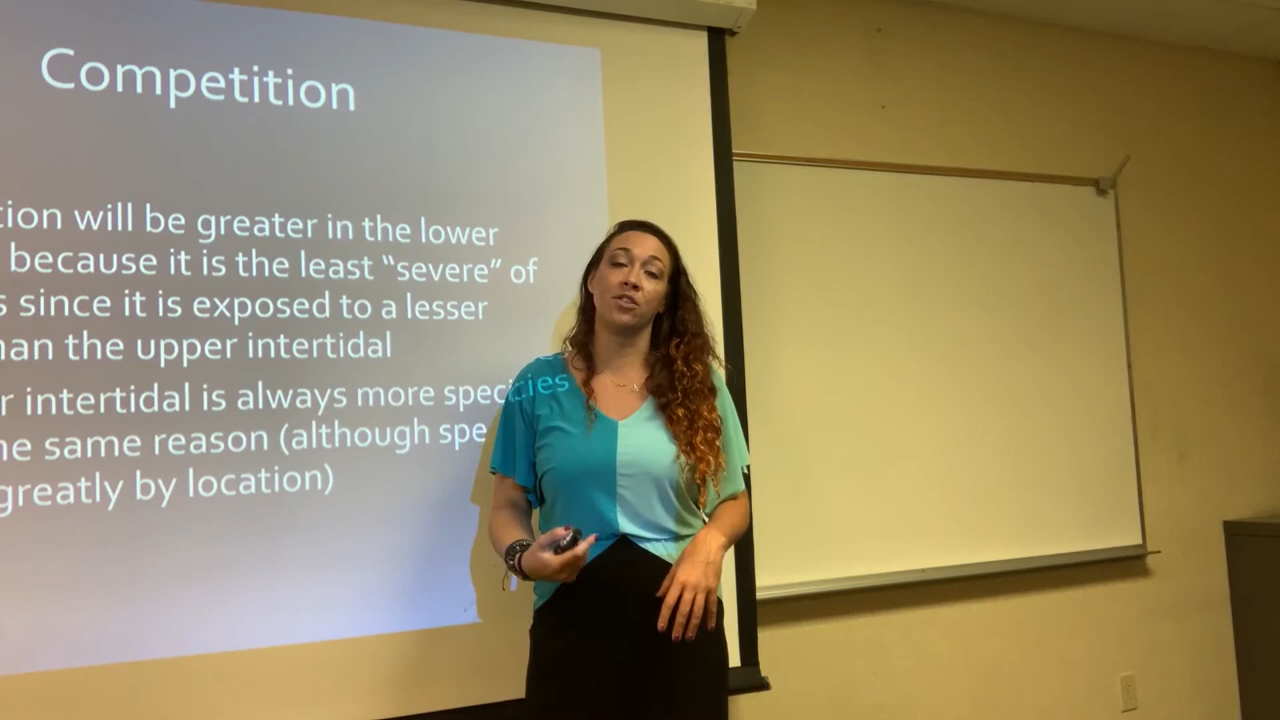 Competition
tion will be greater in the lower
because it is the least “severe” of
s since it is exposed to a lesser
han the upper intertidal
r intertidal is always more species
he same reason (although spe
greatly by location)